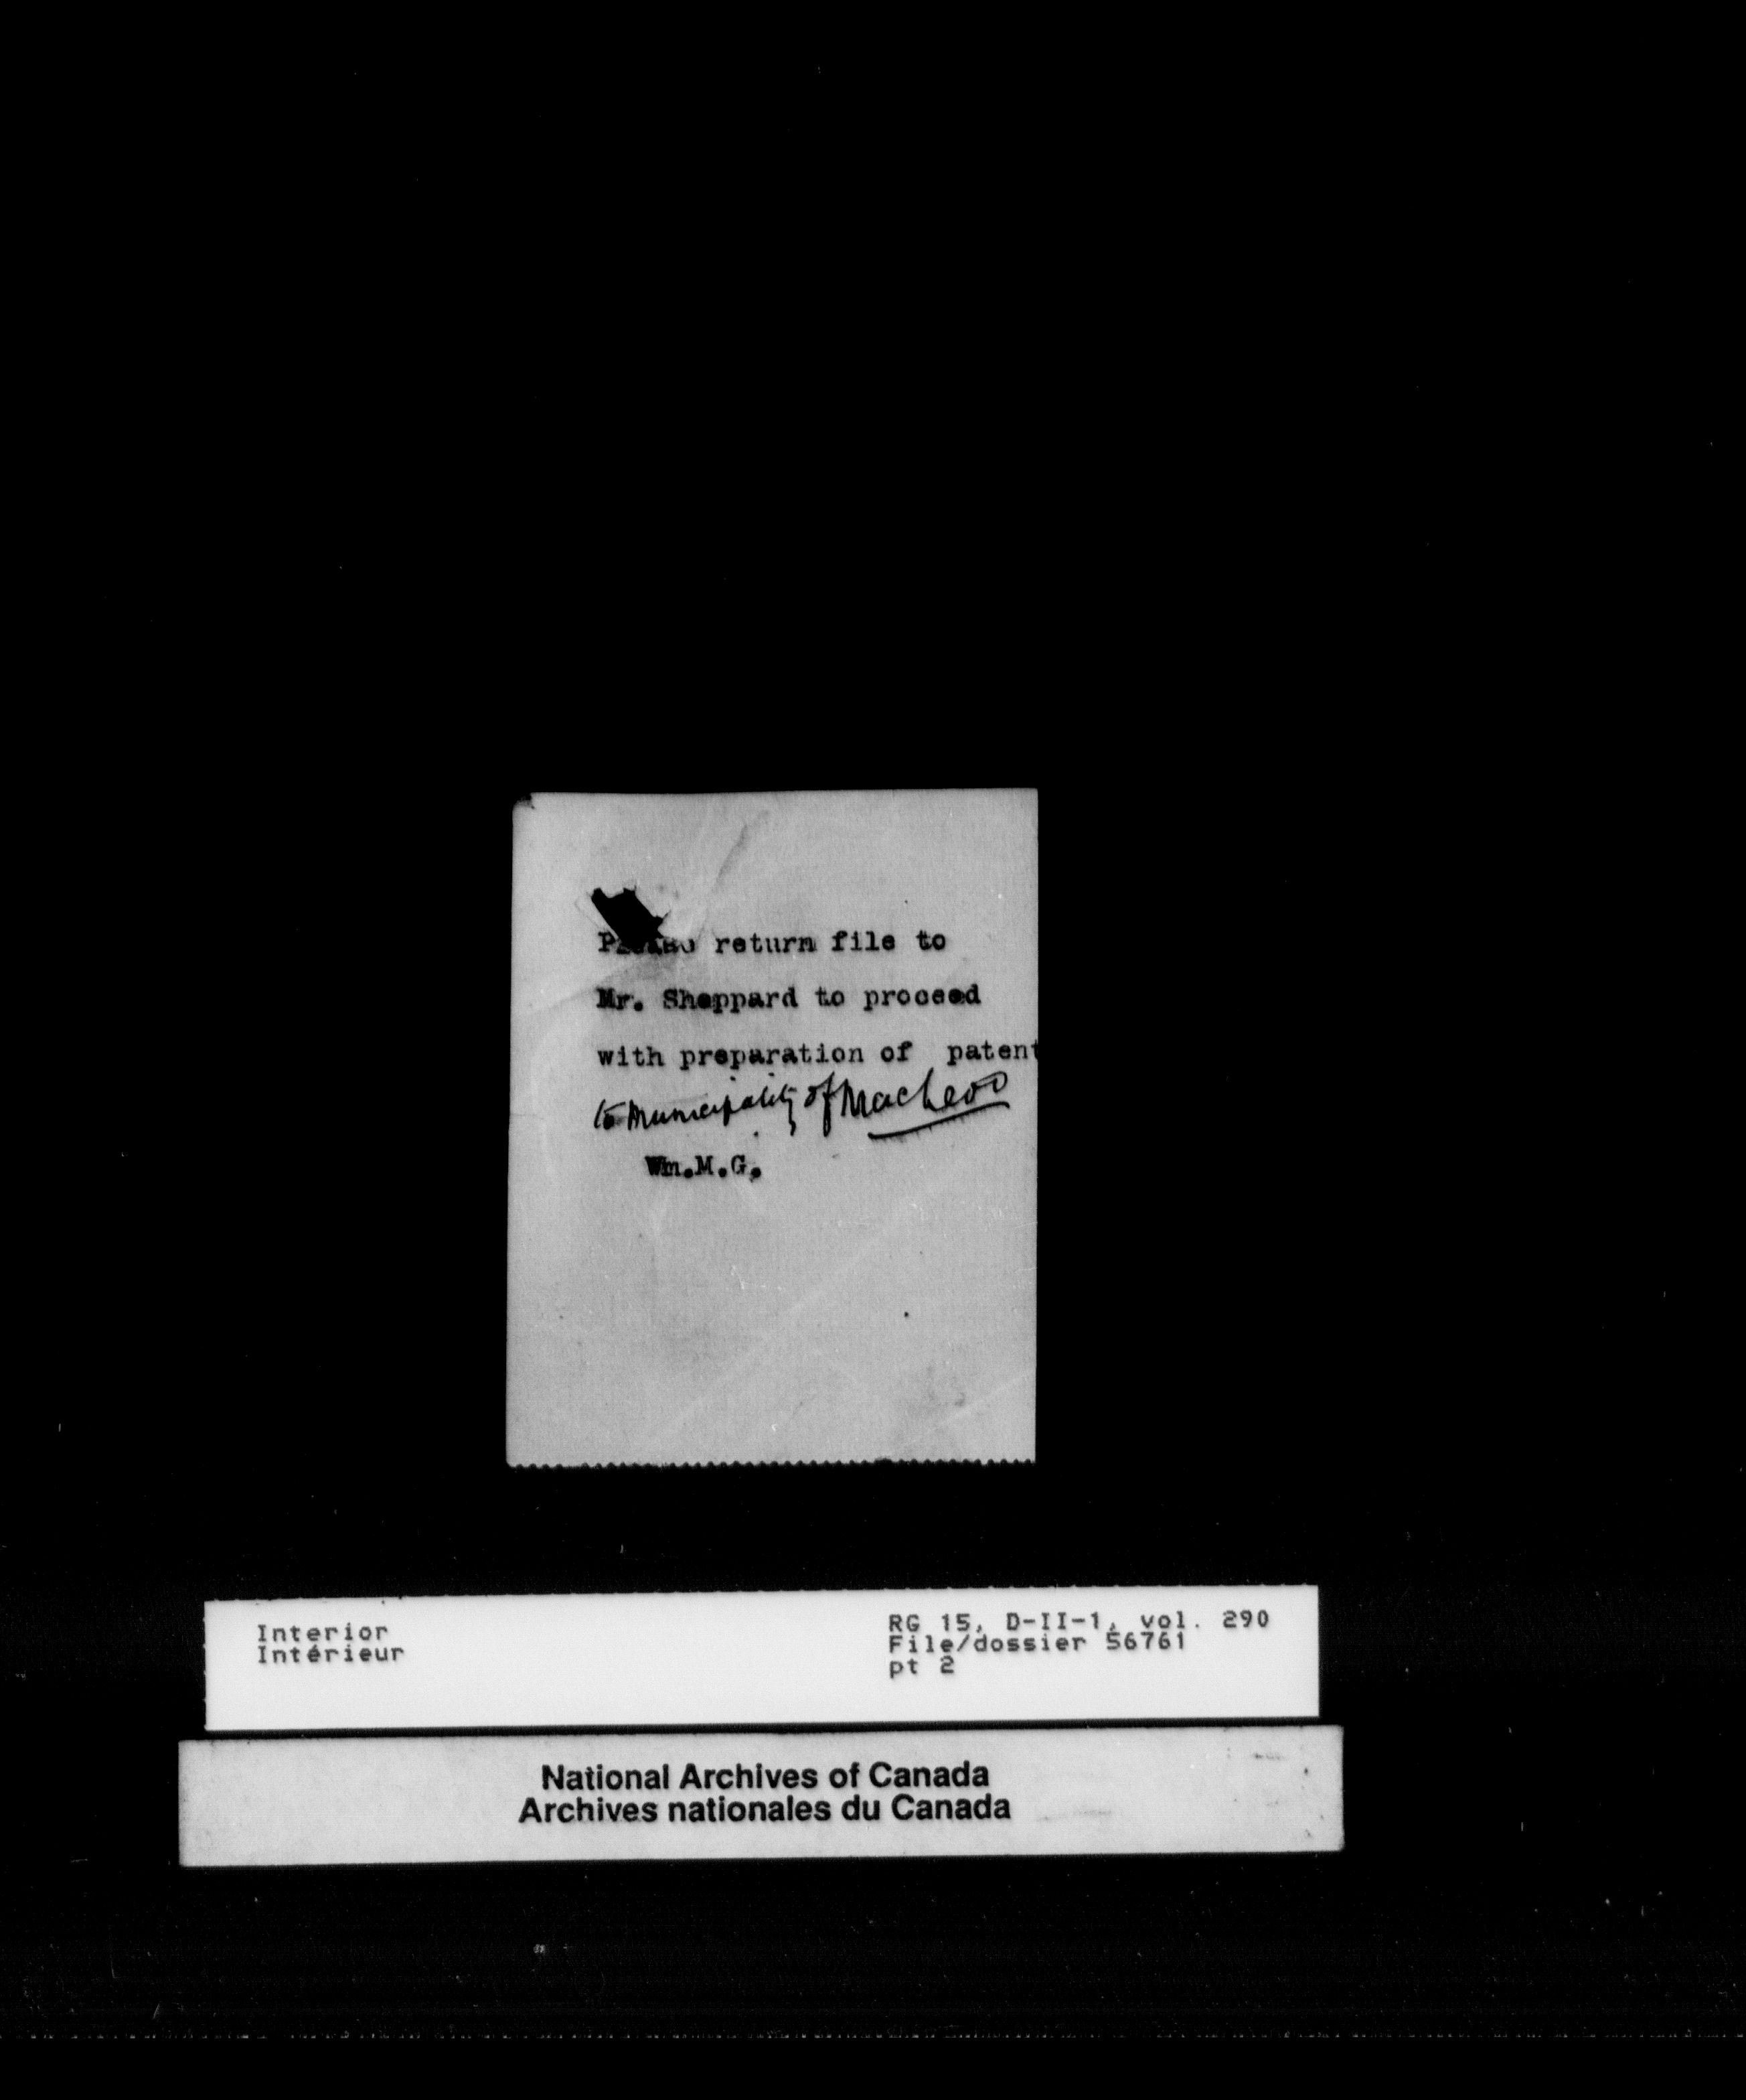 Please return file to
Mr. Sheppard to proceed
with preparation of patent
to Municipality of MacLeod
Wm.M.G.
Interior
Intérieur
RG 15, D-II-1, vol. 290
File/dossier 56761
pt 2
National Archives of Canada
Archives nationales du Canada